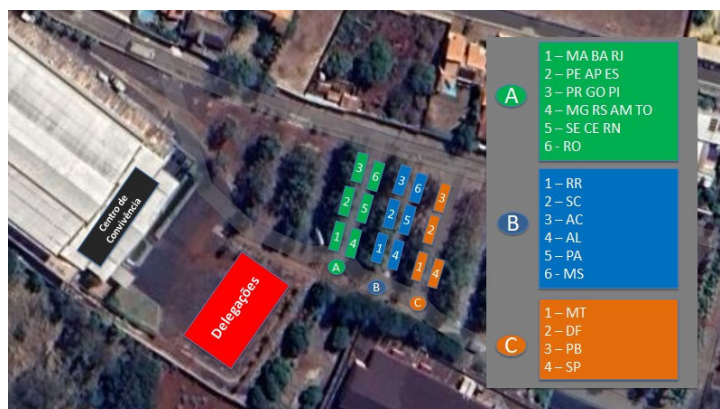 Centro de
Convivência
Delegações
3
6
2
5
1
4
A
3
6
2
5
1
4
B
3
2
1
4
C
A
1 – MA BA RJ
2 – PE AP ES
3 – PR GO PI
4 – MG RS AM TO
5 – SE CE RN
6 - RO
B
1 – RR
2 – SC
3 – AC
4 – AL
5 – PA
6 - MS
C
1 – MT
2 – DF
3 – PB
4 – SP